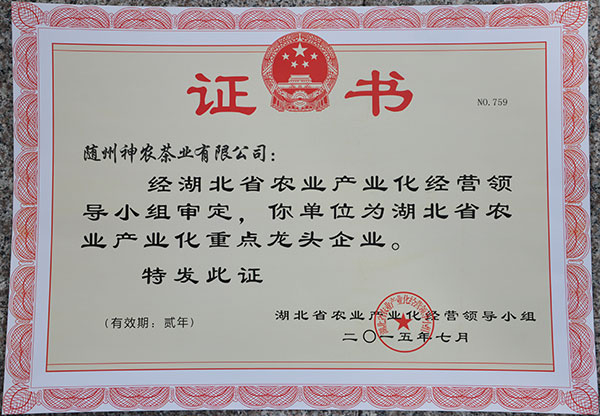 证书
NO.759
随州神农茶业有限公司：
经湖北省农业产业化经营领
导小组审定，你单位为湖北省农
业产业化重点龙头企业。
特发此证
湖北省农业产业化经营领导小组
(有效期：贰年)
二〇一五年七月